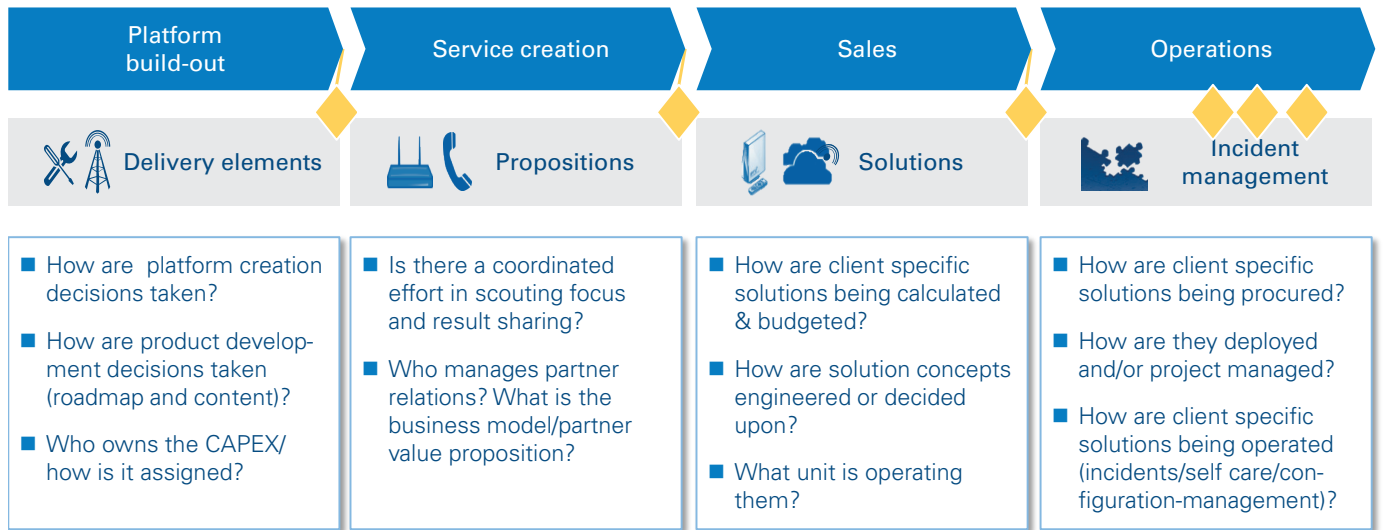 Platform
build-out
Service creation
Sales
Operations
Delivery elements
Propositions
Solutions
Incident
management
How are platform creation
decisions taken?
How are product develop-
ment decisions taken
(roadmap and content)?
Who owns the CAPEX/
how is it assigned?
Is there a coordinated
effort in scouting focus
and result sharing?
Who manages partner
relations? What is the
business model/partner
value proposition?
How are client specific
solutions being calculated
& budgeted?
How are solution concepts
engineered or decided
upon?
What unit is operating
them?
How are client specific
solutions being procured?
How are they deployed
and/or project managed?
How are client specific
solutions being operated
(incidents/self care/con-
figuration-management)?